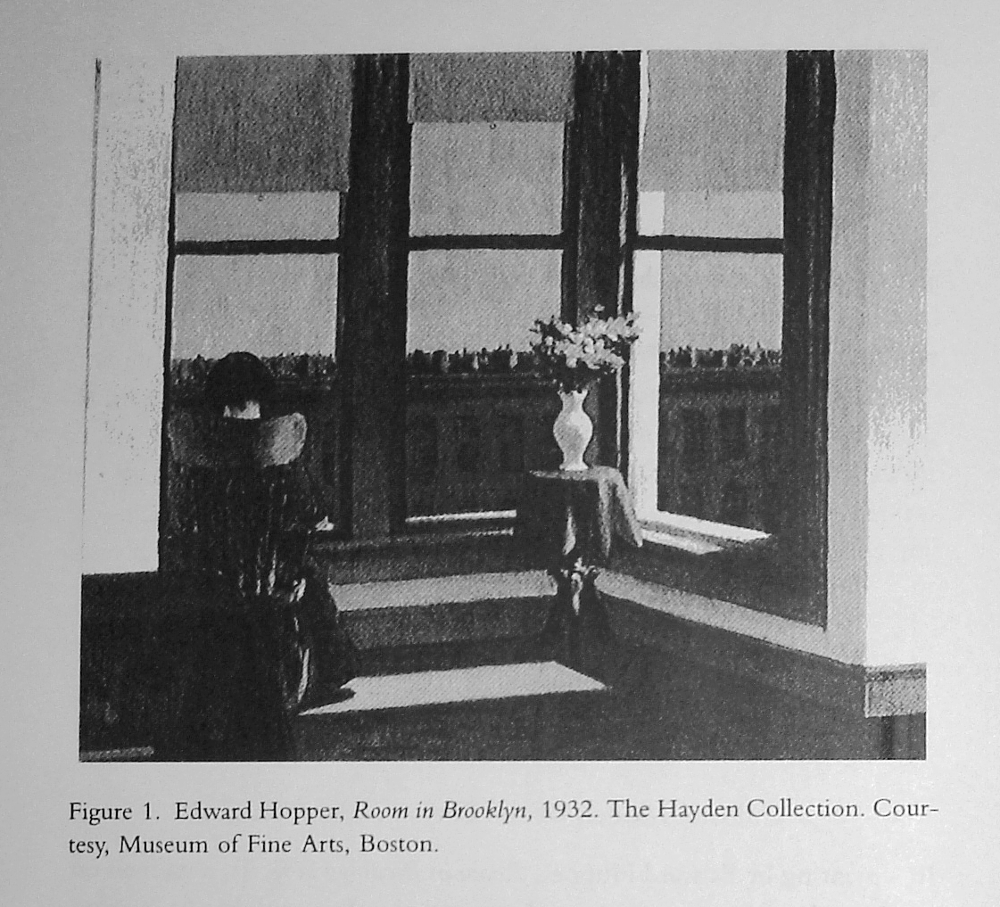 Figure 1. Edward Hopper, Room in Brooklyn, 1932. The Hayden Collection. Cour-
tesy, Museum of Fine Arts, Boston.